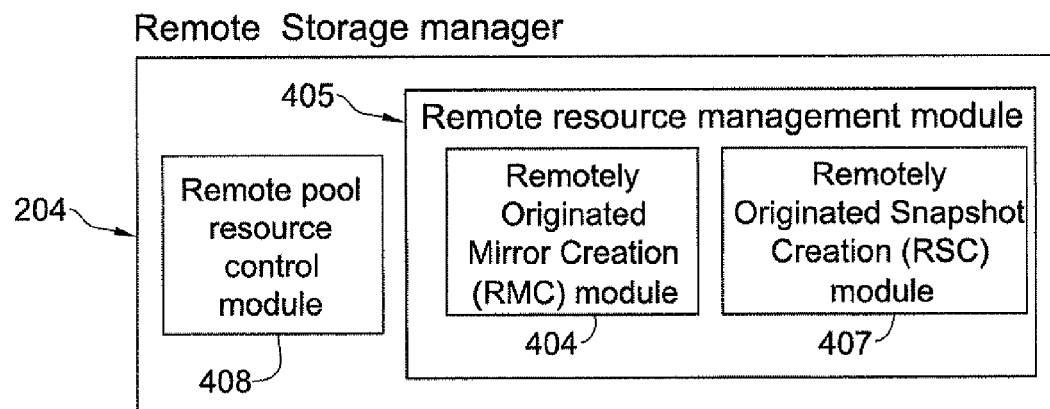 Remote Storage manager
405
Remote resource management module
204
Remote pool
resource
control
module
408
Remotely
Originated
Mirror Creation
(RMC) module
404
Remotely
Originated Snapshot
Creation (RSC)
module
407